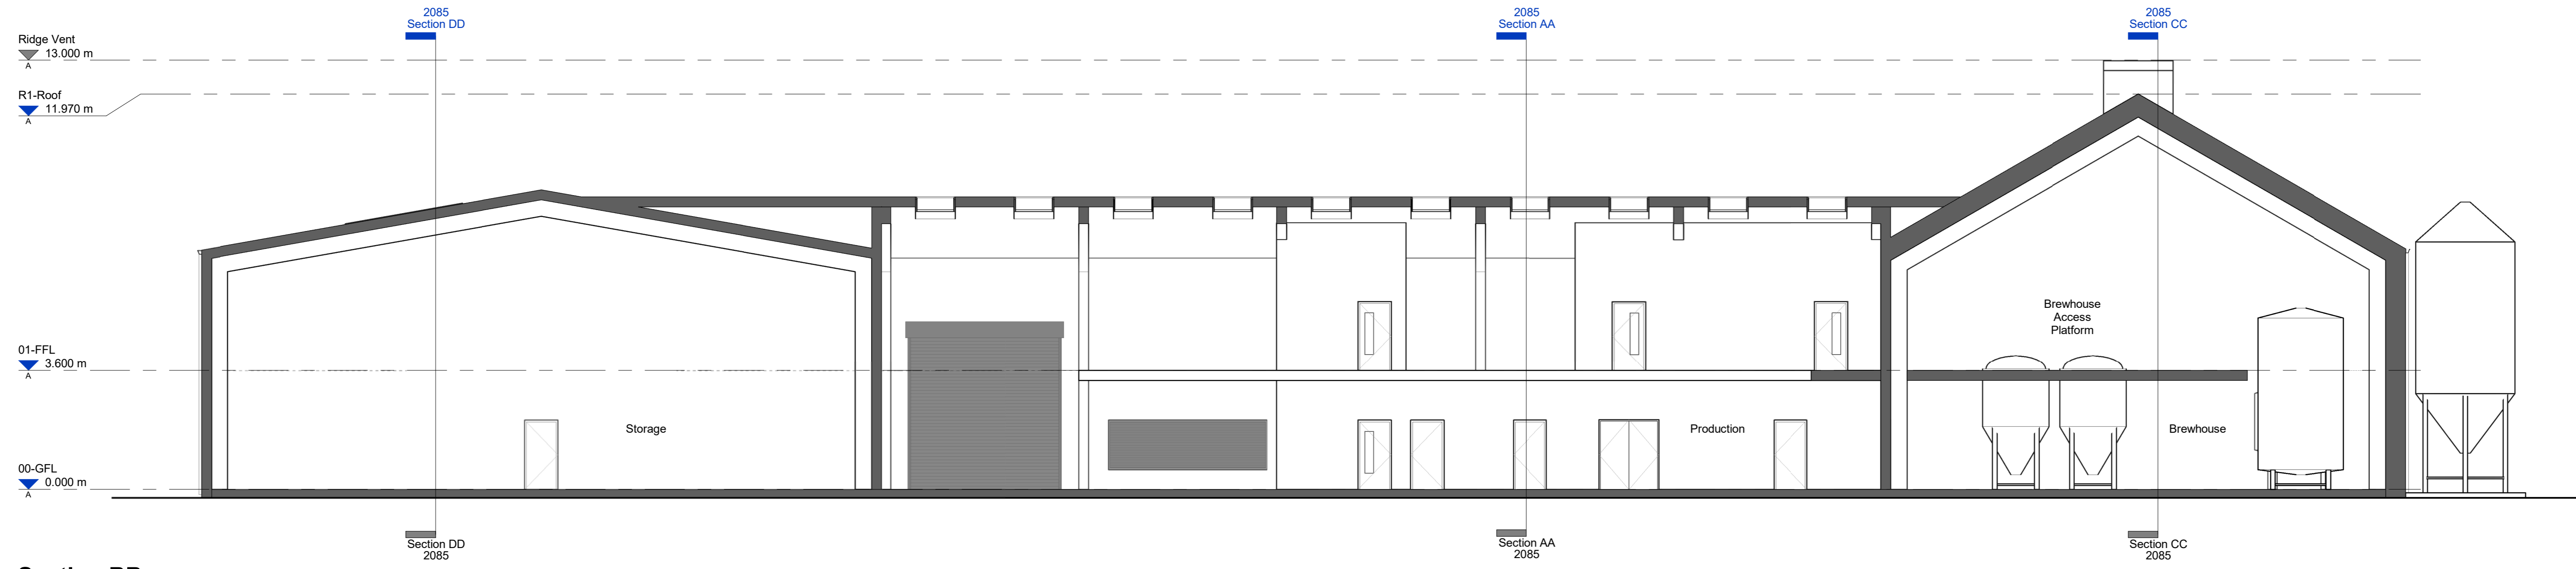 2085
Section DD
2085
Section AA
2085
Section CC
Ridge Vent
13.000 m
A
R1-Roof
11.970 m
A
Brewhouse
Access
Platform
01-FFL
3.600 m
A
Storage
Production
Brewhouse
00-GFL
0.000 m
A
Section DD
2085
Section AA
2085
Section CC
2085